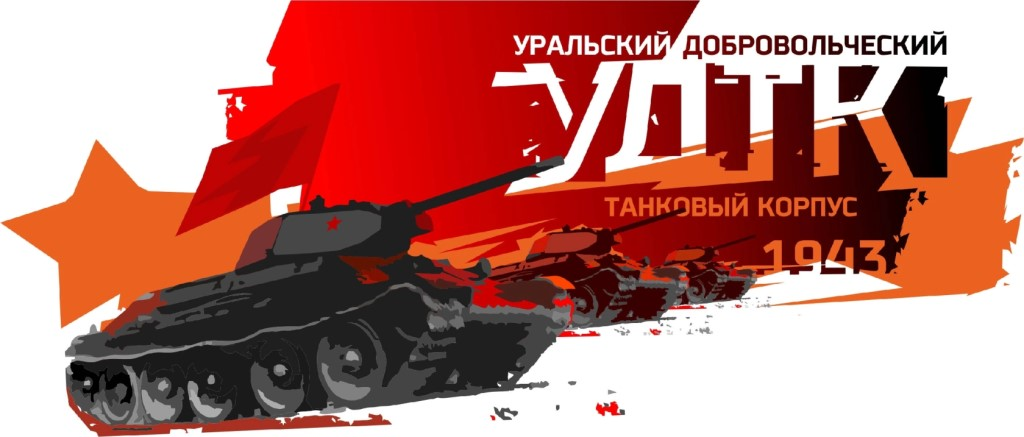 УРАЛЬСКИЙ ДОБРОВОЛЬЧЕСКИЙ
УДТК
ТАНКОВЫЙ КОРПУС
1943